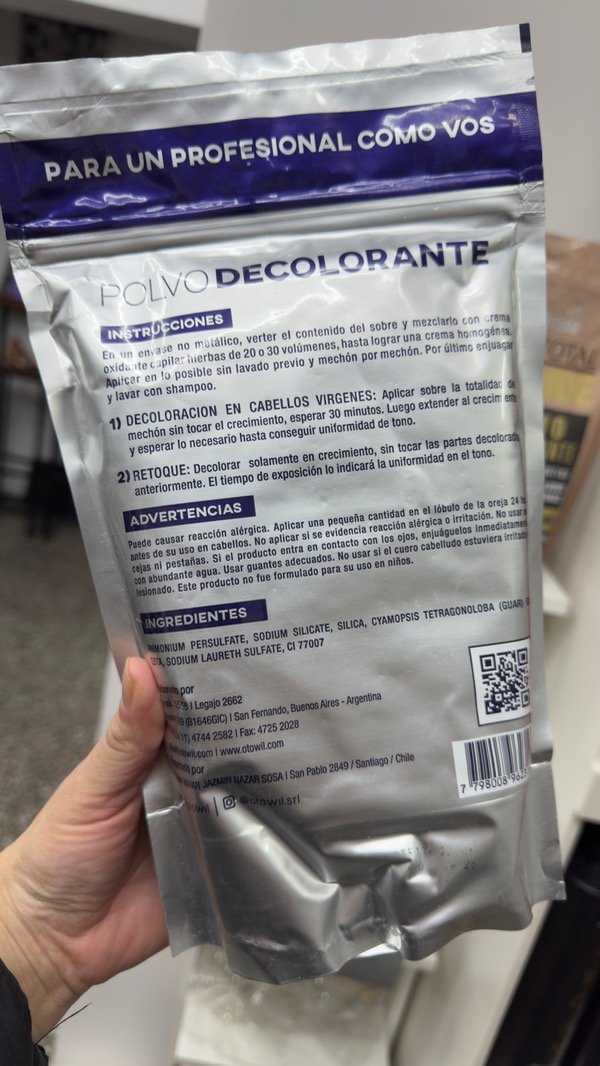 PARA UN PROFESIONAL COMO VOS
POLVO DECOLORANTE
INSTRUCCIONES
En un envase no metálico, verter el contenido del sobre y mezclarlo con crema
oxidante capilar hierbas de 20 o 30 volúmenes, hasta lograr una crema homogénea.
Aplicar en lo posible sin lavado previo y mechón por mechón. Por último enjuagar
y lavar con shampoo.
1) DECOLORACION EN CABELLOS VIRGENES: Aplicar sobre la totalidad de
mechón sin tocar el crecimiento, esperar 30 minutos. Luego extender al
y esperar lo necesario hasta conseguir uniformidad de tono.
2) RETOQUE: Decolorar solamente en crecimiento, sin tocar las partes
anteriormente. El tiempo de exposición lo indicará la uniformidad en el tono.
ADVERTENCIAS
Puede causar reacción alérgica. Aplicar una pequeña cantidad en el lóbulo de la oreja 24
antes de su uso en cabellos. No aplicar si se evidencia reacción alérgica o irritación. No usar
cejas ni pestañas. Si el producto entra en contacto con los ojos, enjuáguelos
con abundante agua. Usar guantes adecuados. No usar si el cuero cabelludo estuviera
lesionado. Este producto no fue formulado para su uso en niños.
INGREDIENTES
AMMONIUM PERSULFATE, SODIUM SILICATE, SILICA, CYAMOPSIS TETRAGONOLOBA (GUAR)
SODIUM LAURETH SULFATE, CI 77007
por
| Legajo 2662
(B1646GIC) | San Fernando, Buenos Aires - Argentina
4744 2582 | Fax: 4725 2028
| www.otowil.com
por
JAZMIN NAZAR SOSA | San Pablo 2849 / Santiago / Chile
| @otowil.srl
7 798008
TOTAL